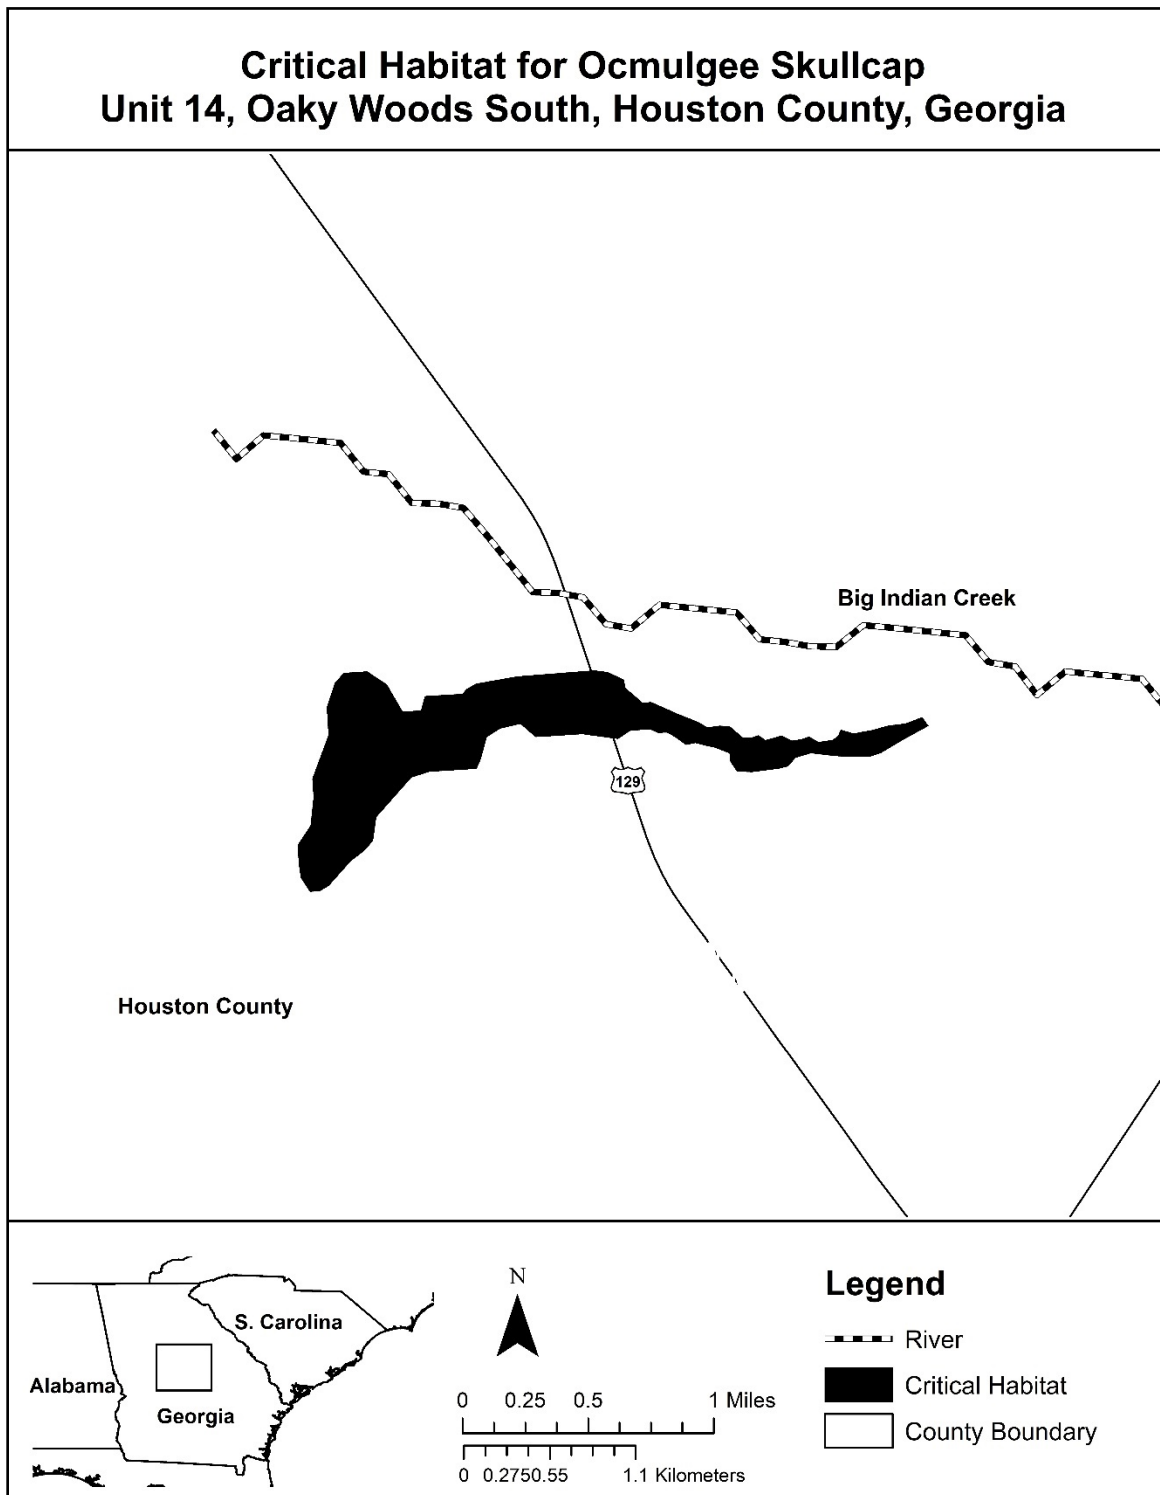 Critical Habitat for Ocmulgee Skullcap
Unit 14, Oaky Woods South, Houston County, Georgia
Big Indian Creek
129
Houston County
S. Carolina
Alabama
Georgia
N
0 0.25 0.5 1 Miles
0 0.2750.55 1.1 Kilometers
Legend
River
Critical Habitat
County Boundary